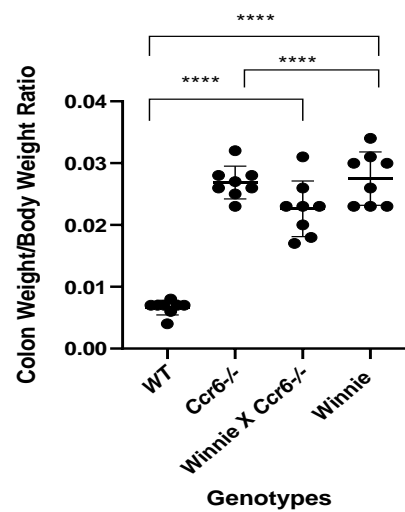 ****
****
****
0.04
0.03
0.02
0.01
0.00
Colon Weight/Body Weight Ratio
WT
Ccr6-/-
Winnie X Ccr6-/-
Winnie
Genotypes